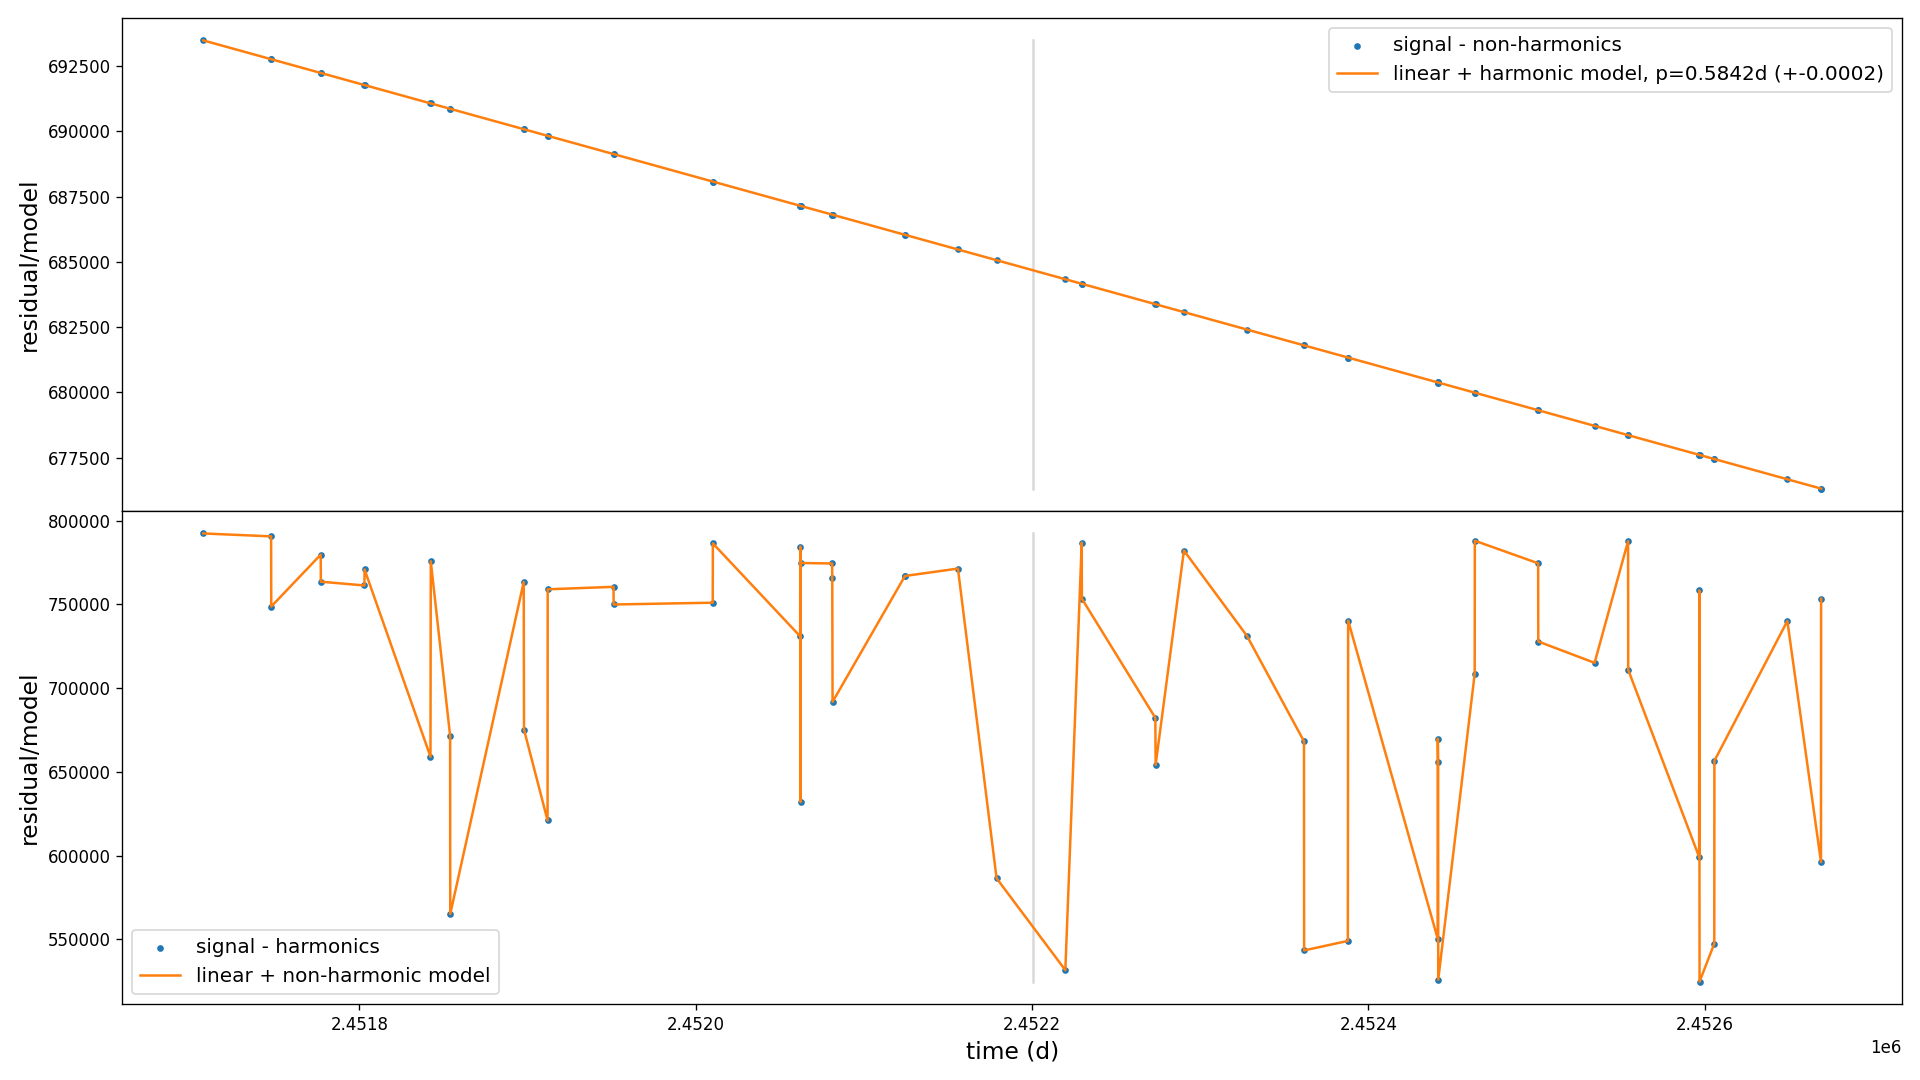 signal - non-harmonics
linear + harmonic model, p=0.5842d (+-0.0002)
692500
690000
687500
685000
682500
680000
677500
residual/model
800000
750000
700000
650000
600000
550000
residual/model
signal - harmonics
linear + non-harmonic model
2.4518
2.4520
2.4522
2.4524
2.4526
1e6
time (d)